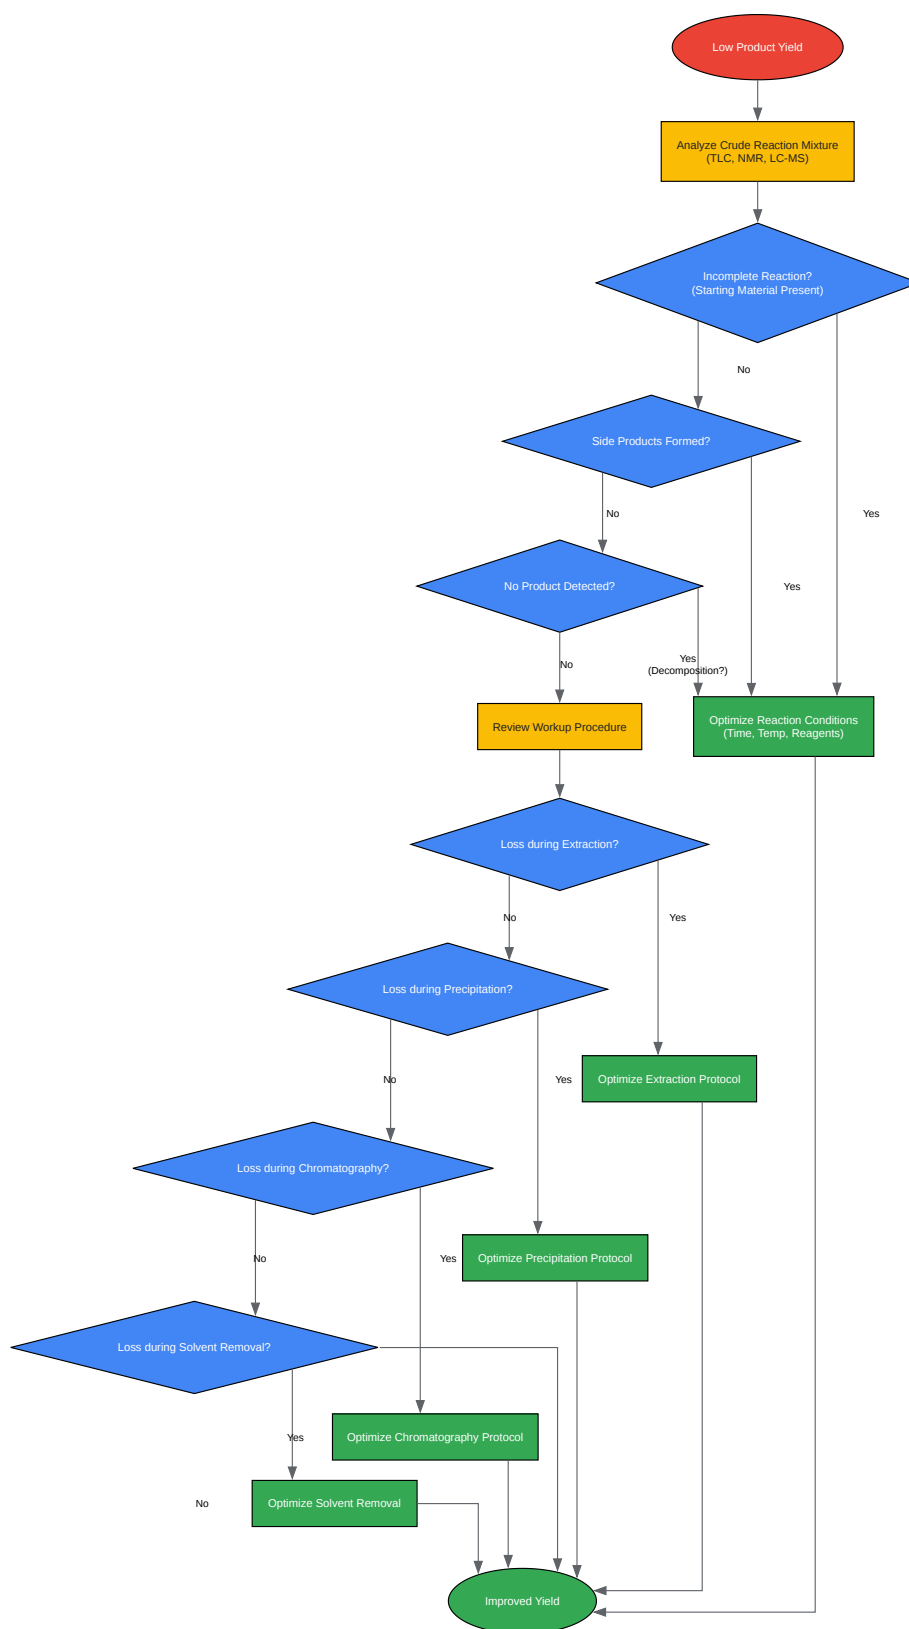 Low Product Yield
Analyze Crude Reaction Mixture
(TLC, NMR, LC-MS)
Incomplete Reaction?
(Starting Material Present)
No
Side Products Formed?
Yes
No
No Product Detected?
Yes
Yes
(Decomposition?)
No
Optimize Reaction Conditions
(Time, Temp, Reagents)
Review Workup Procedure
Loss during Extraction?
No
Yes
Loss during Precipitation?
No
Yes
Optimize Extraction Protocol
Loss during Chromatography?
No
Yes
Optimize Precipitation Protocol
Loss during Solvent Removal?
Yes
Optimize Chromatography Protocol
No
Optimize Solvent Removal
Improved Yield